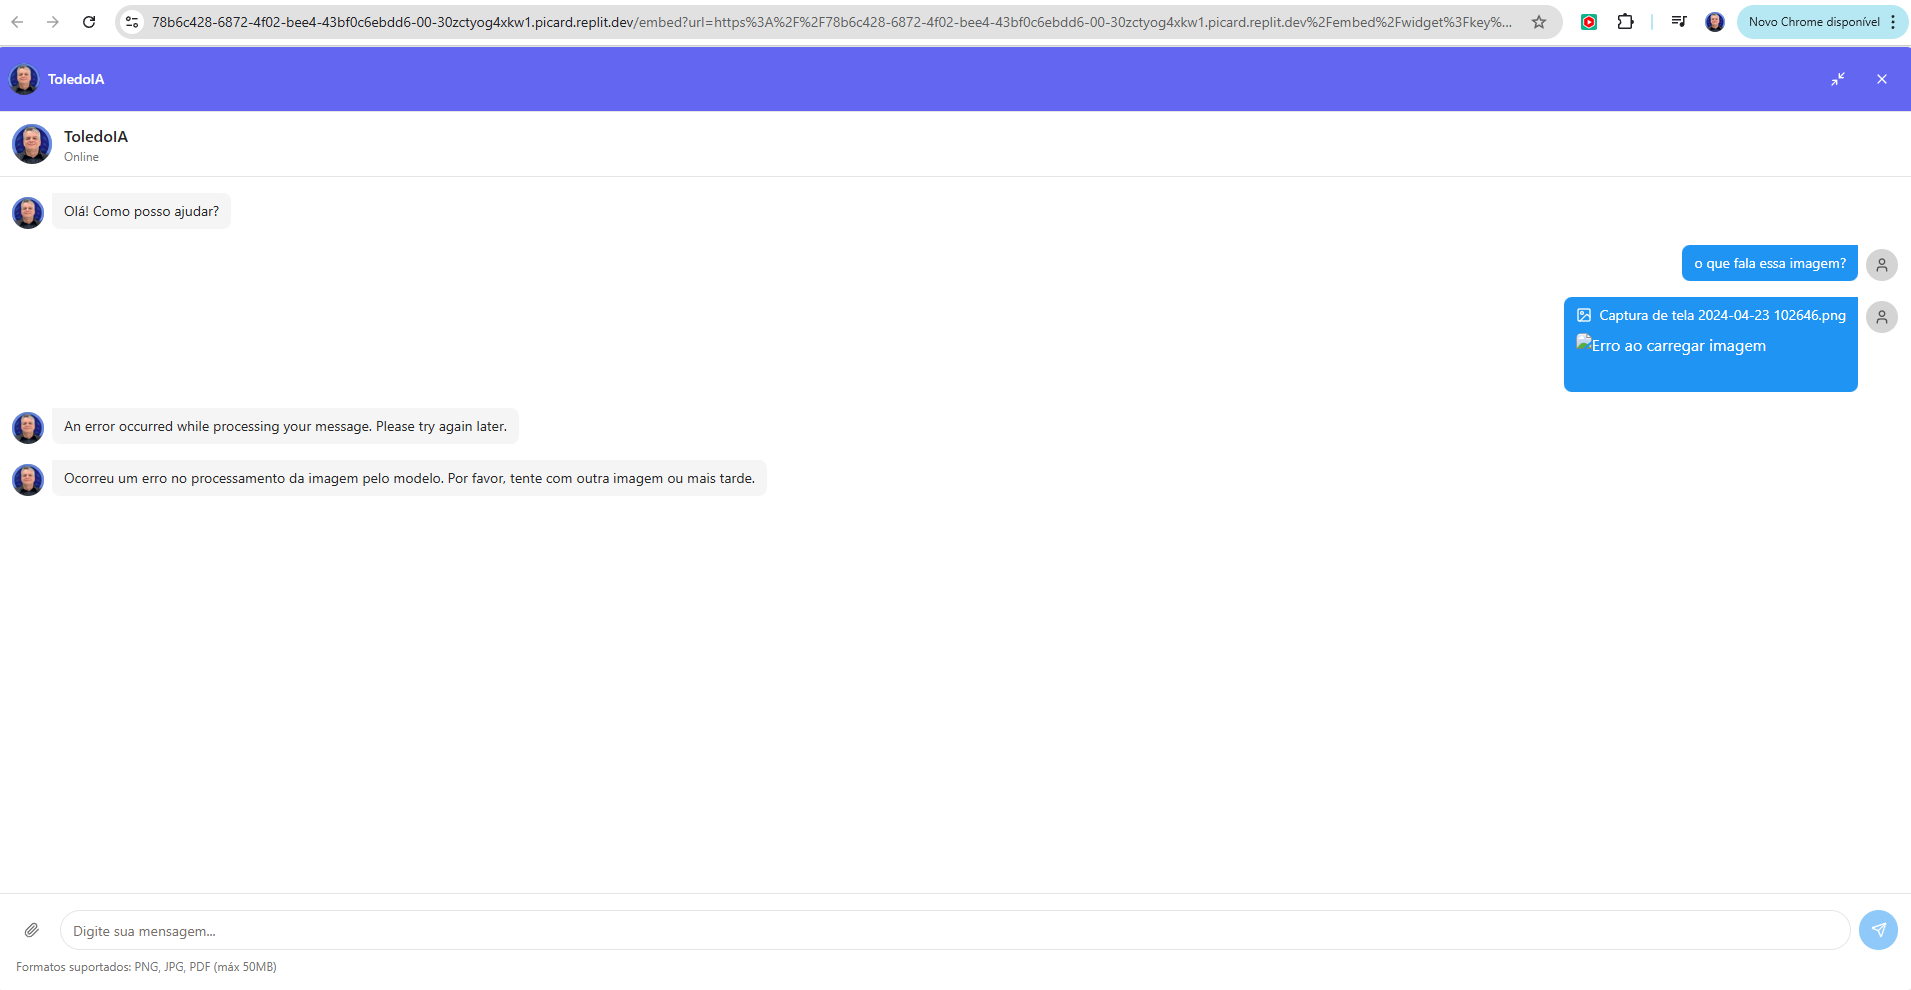 78b6c428-6872-4f02-bee4-43bf0c6ebdd6-00-30zctyog4xkw1.picard.replit.dev/embed?url=https%3A%2F%2F78b6c428-6872-4f02-bee4-43bf0c6ebdd6-00-30zctyog4xkw1.picard.replit.dev%2Fembed%2Fwidget%3Fkey%...
Novo Chrome disponível
ToledoIA
ToledoIA
Online
Olá! Como posso ajudar?
o que fala essa imagem?
Captura de tela 2024-04-23 102646.png
Erro ao carregar imagem
An error occurred while processing your message. Please try again later.
Ocorreu um erro no processamento da imagem pelo modelo. Por favor, tente com outra imagem ou mais tarde.
Digite sua mensagem...
Formatos suportados: PNG, JPG, PDF (máx 50MB)